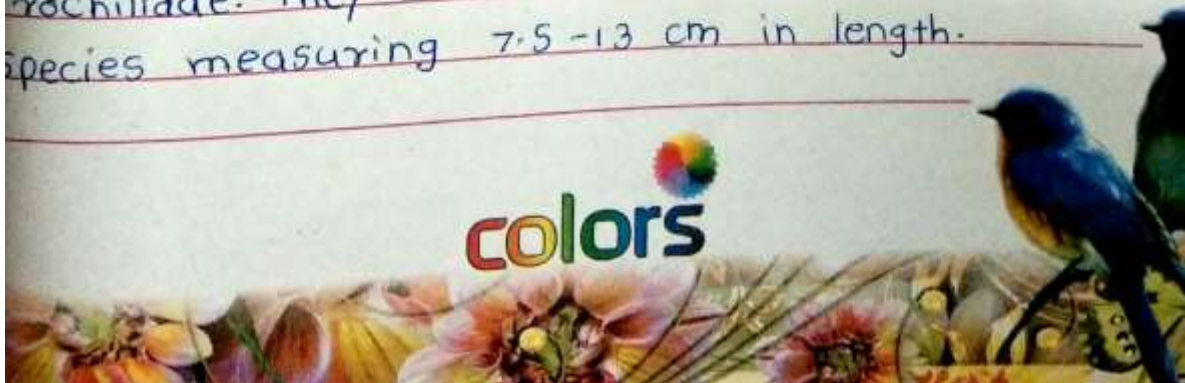 species measuring 7.5-13 cm in length.
colors